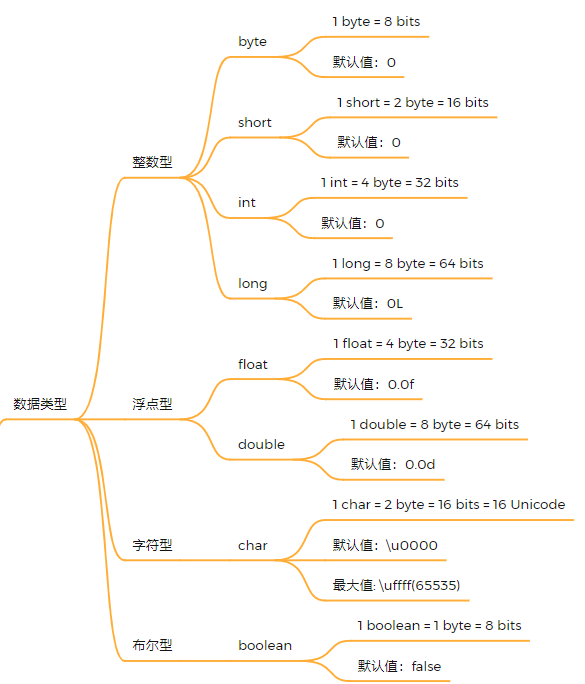 数据类型
整数型
byte
1 byte = 8 bits
默认值：0
short
1 short = 2 byte = 16 bits
默认值：0
int
1 int = 4 byte = 32 bits
默认值：0
long
1 long = 8 byte = 64 bits
默认值：0L
浮点型
float
1 float = 4 byte = 32 bits
默认值：0.0f
double
1 double = 8 byte = 64 bits
默认值：0.0d
字符型
char
1 char = 2 byte = 16 bits = 16 Unicode
默认值：\u0000
最大值: \uffff(65535)
布尔型
boolean
1 boolean = 1 byte = 8 bits
默认值：false